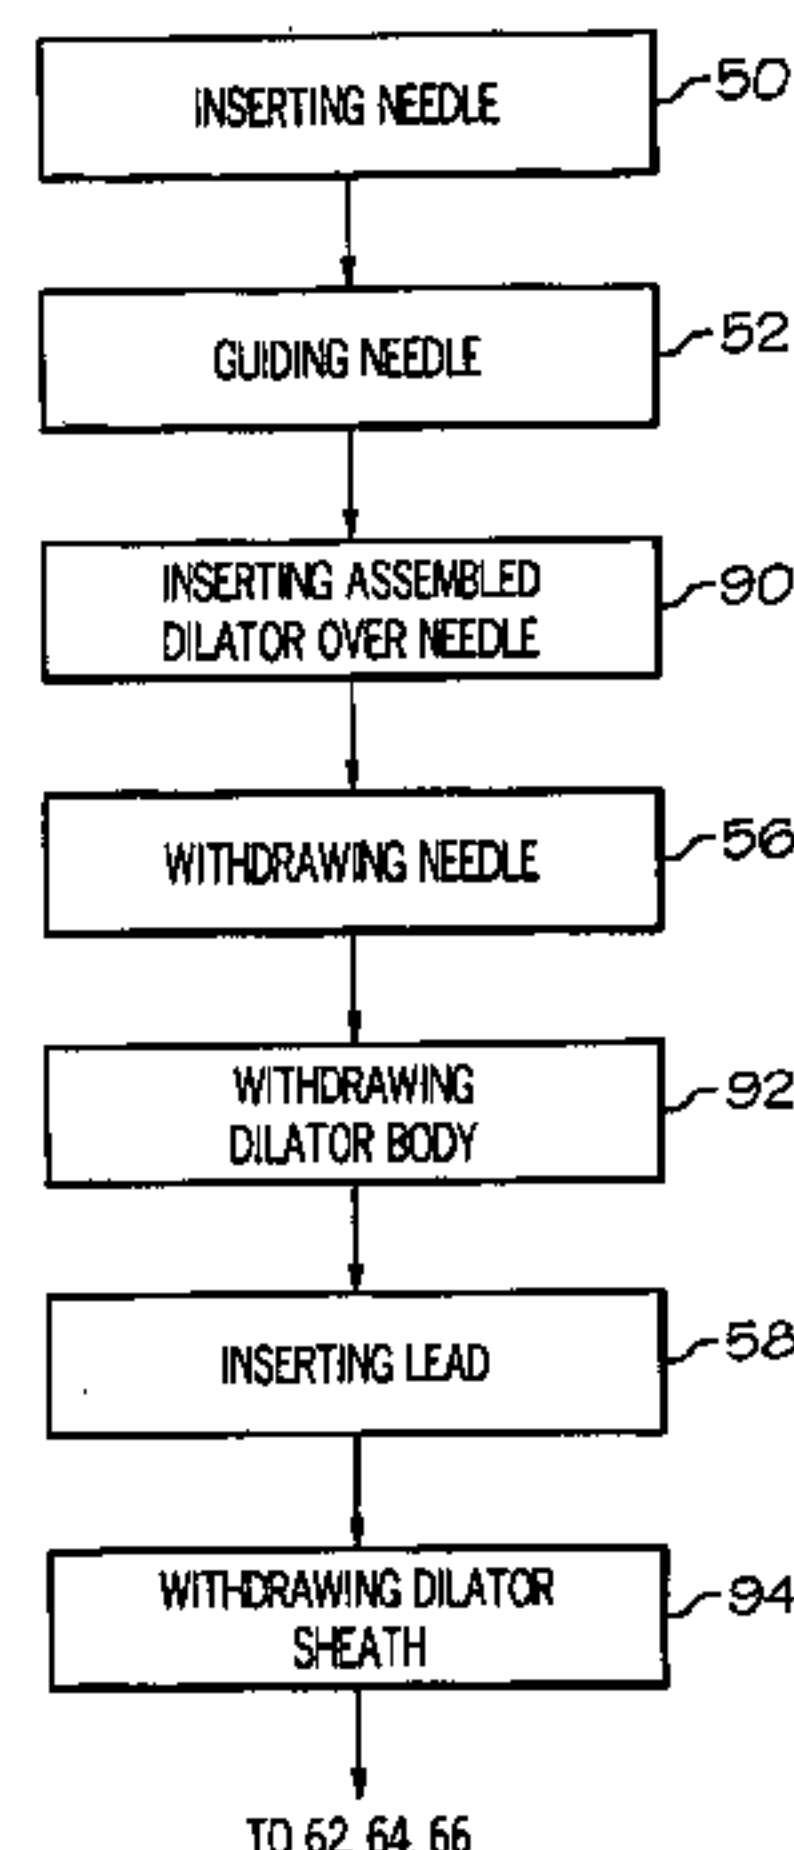 INSERTING NEEDLE
50
GUIDING NEEDLE
52
INSERTING ASSEMBLED
DILATOR OVER NEEDLE
90
WITHDRAWING NEEDLE
56
WITHDRAWING
DILATOR BODY
92
INSERTING LEAD
58
WITHDRAWING DILATOR
SHEATH
94
TO 62, 64, 66